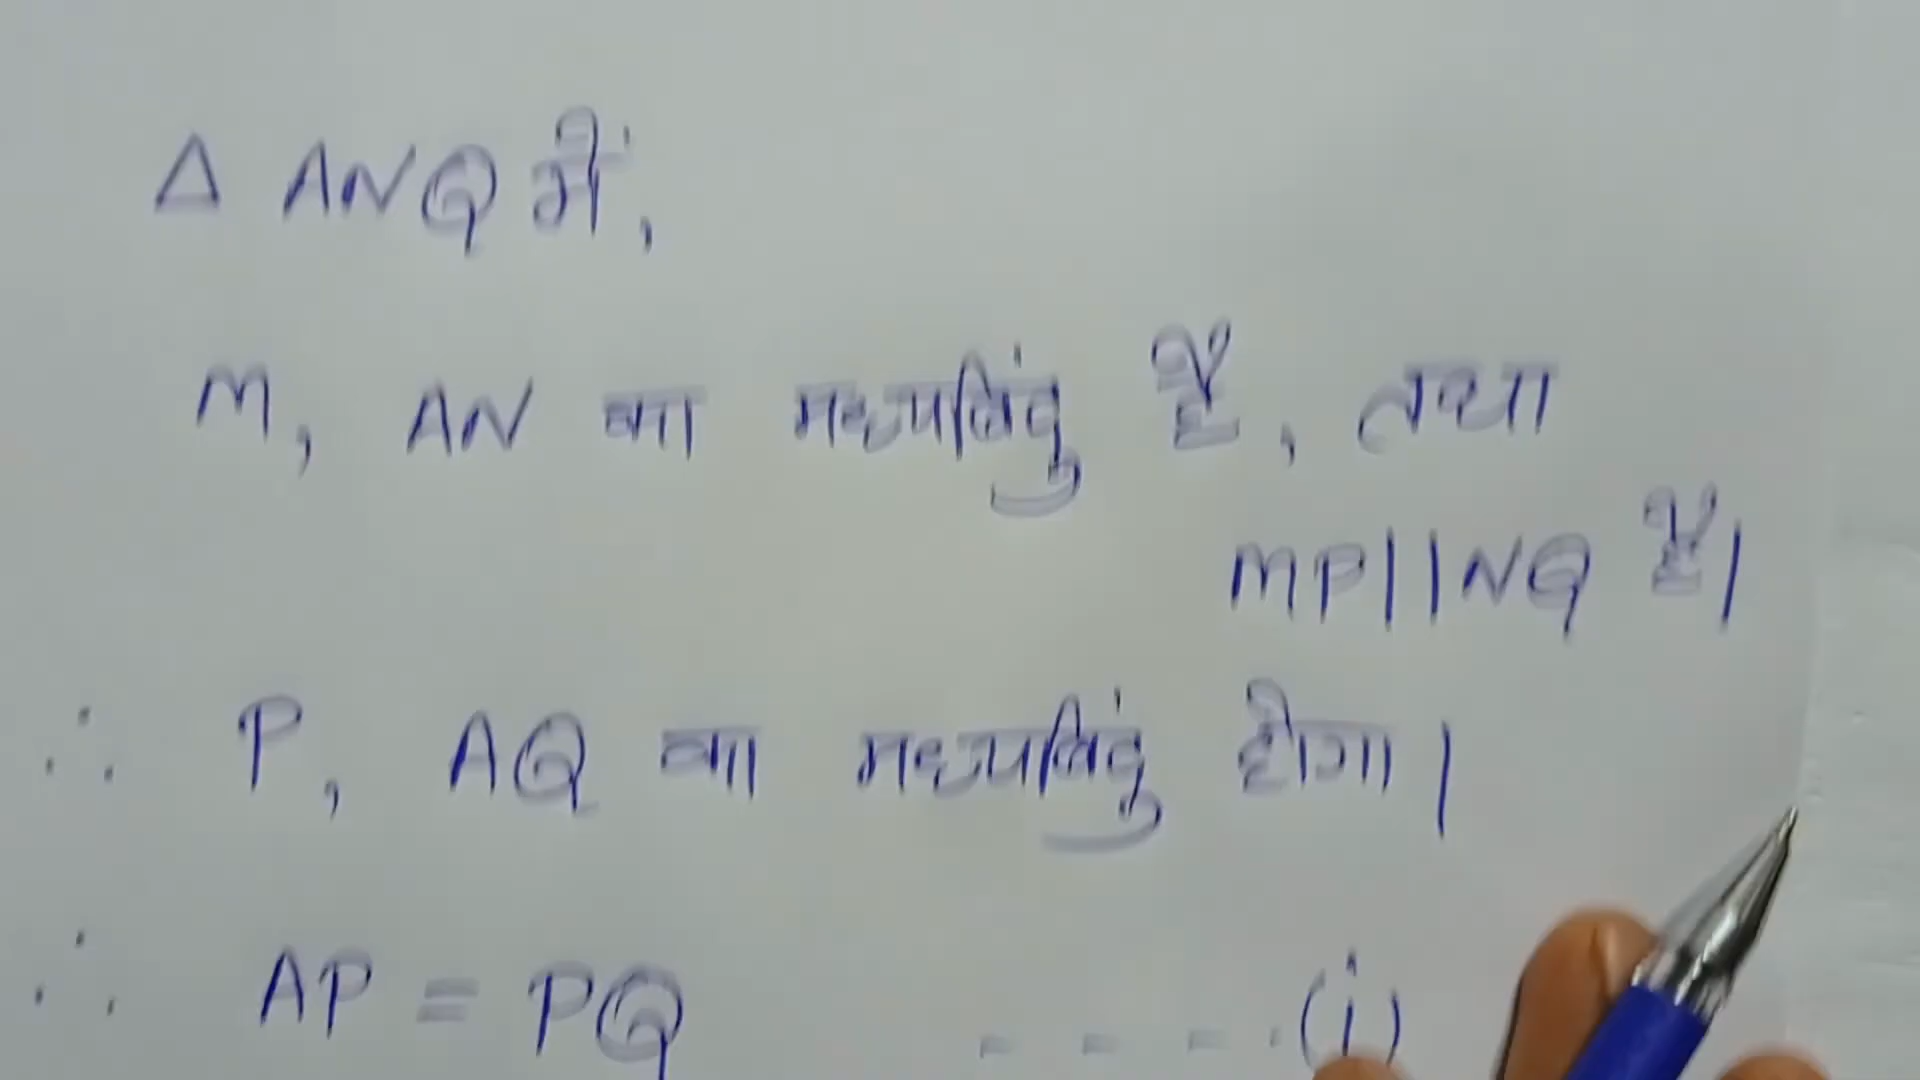 Δ ANQ में,
M, AN का मध्यबिंदु है, तथा
MP||NQ है|
∴ P, AQ का मध्यबिंदु होगा|
∴ AP = PQ - - - .(i)